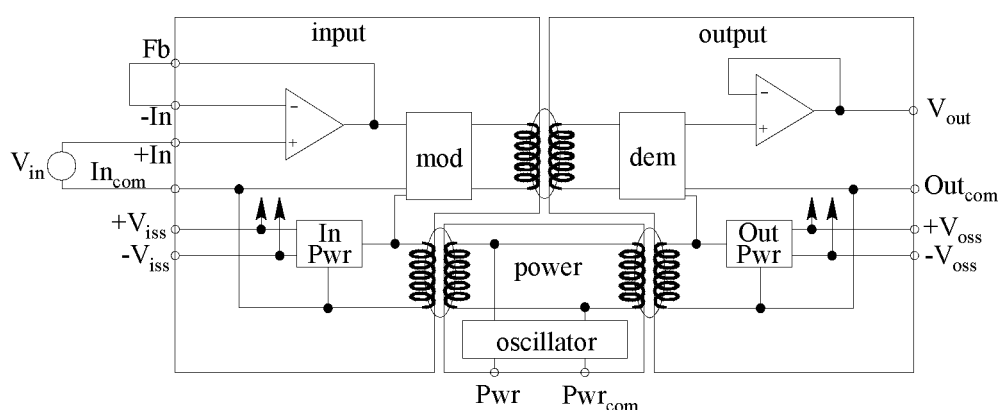 input
output
Fb
-In
+In
V_in
In_com
+V_iss
-V_iss
mod
dem
In
Pwr
power
oscillator
Pwr
Pwr_com
Out
Pwr
V_out
Out_com
+V_oss
-V_oss
-
+
-
+